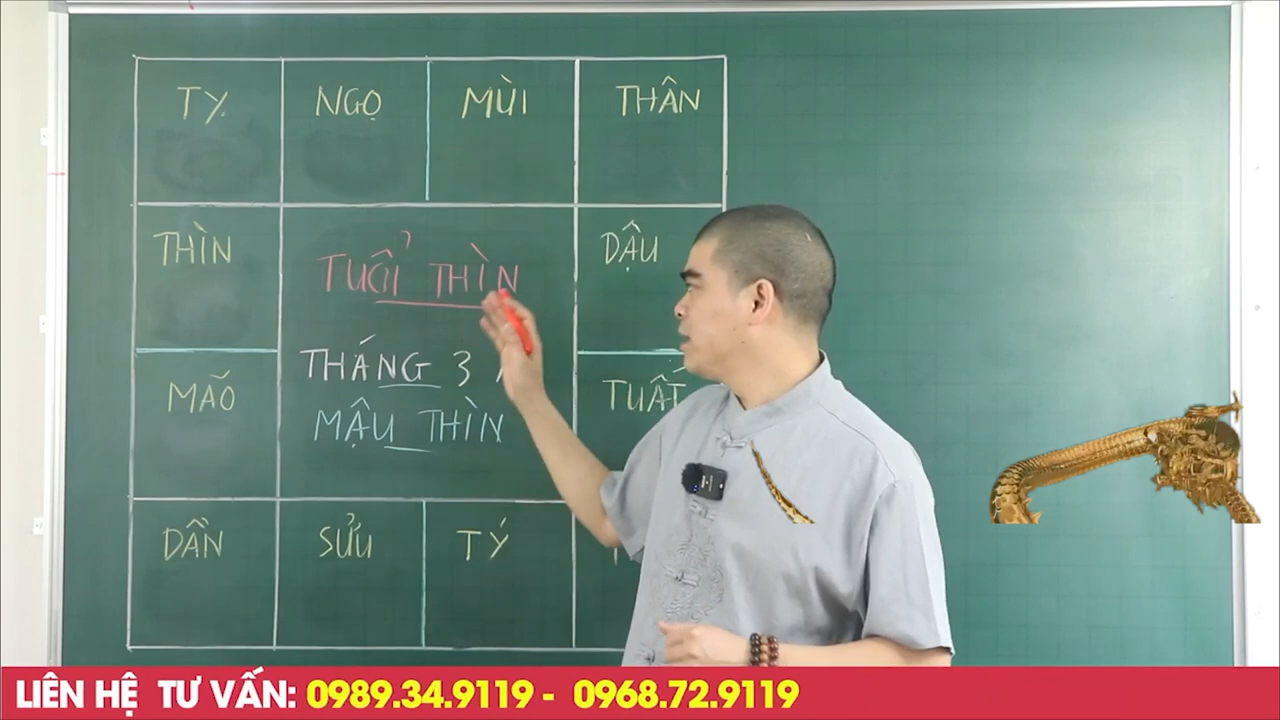 TỴ NGỌ MÙI THÂN
THÌN DẬU
TUỔI THÌN
THÁNG 3
MÃO TUẤT
MẬU THÌN
DẦN SỬU TÝ
LIÊN HỆ TƯ VẤN: 0989.34.9119 - 0968.72.9119